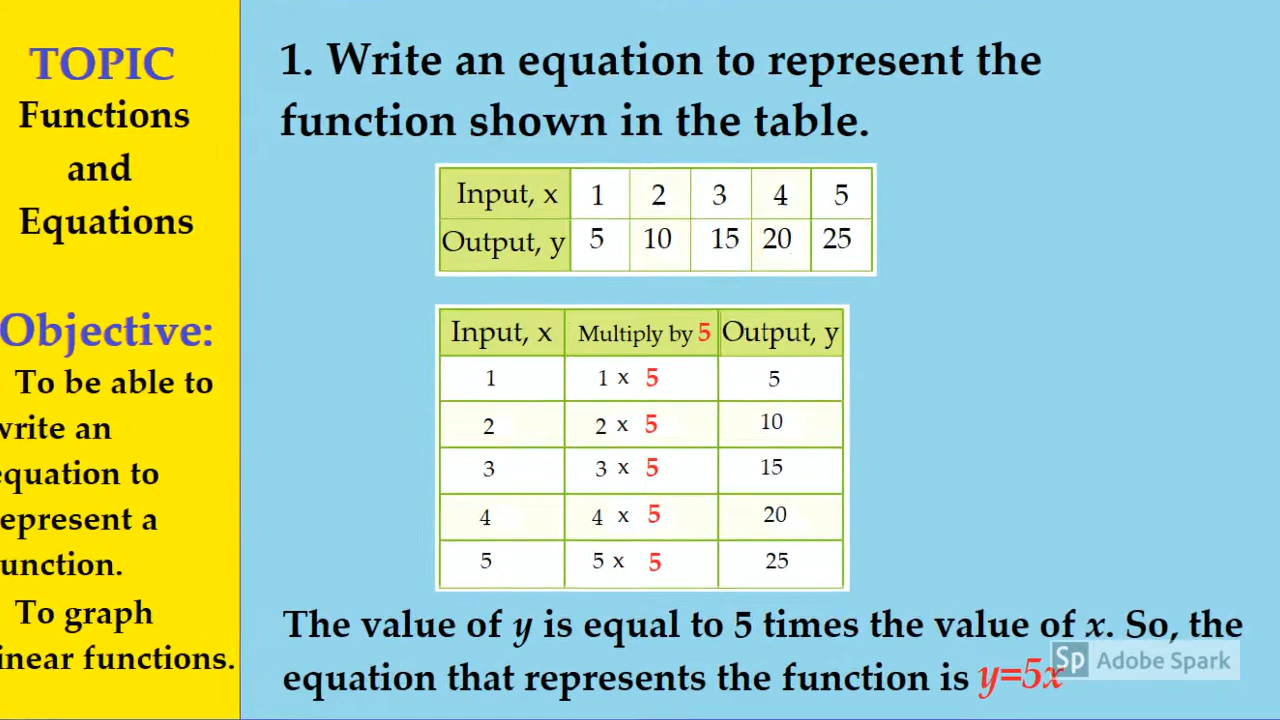 TOPIC
Functions
and
Equations
Objective:
To be able to
write an
equation to
represent a
function.
To graph
linear functions.
1. Write an equation to represent the
function shown in the table.
Input, x 1 2 3 4 5
Output, y 5 10 15 20 25
Input, x Multiply by 5 Output, y
1 1 x 5 5
2 2 x 5 10
3 3 x 5 15
4 4 x 5 20
5 5 x 5 25
The value of y is equal to 5 times the value of x. So, the
equation that represents the function is y=5x
Sp Adobe Spark